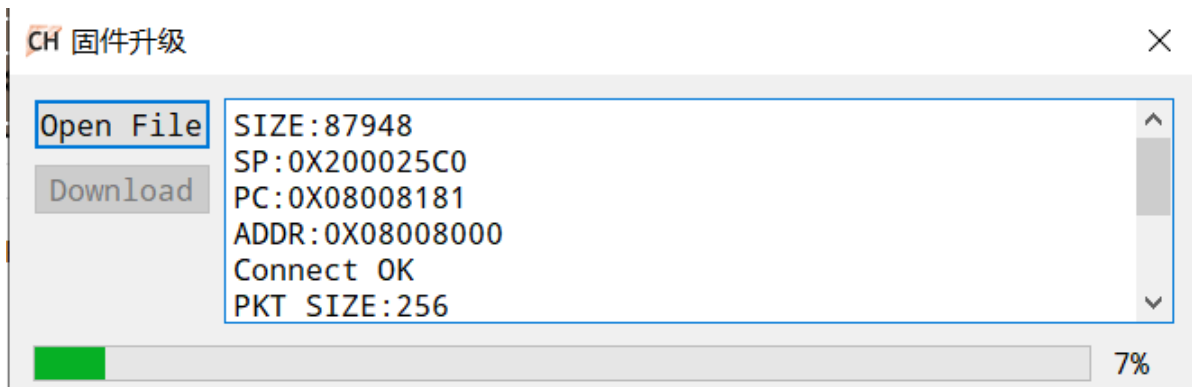 CH 固件升级
Open File
Download
SIZE:87948
SP:0X200025C0
PC:0X08008181
ADDR:0X08008000
Connect OK
PKT SIZE:256
7%